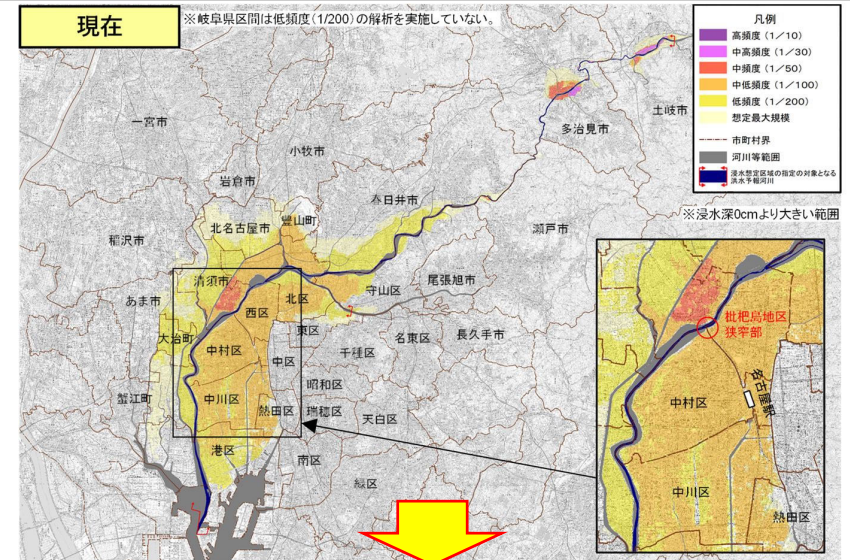 現在
※岐阜県区間は低頻度(1/200)の解析を実施していない。
凡例
高頻度(1/10)
中高頻度(1/30)
中頻度(1/50)
中低頻度(1/100)
低頻度(1/200)
想定最大規模
市町村界
河川等範囲
浸水想定区域の指定の対象となる
洪水予報河川
※浸水深0cmより大きい範囲
土岐市
多治見市
一宮市
小牧市
岩倉市
春日井市
豊山町
北名古屋市
稲沢市
瀬戸市
清須市
尾張旭市
守山区
あま市
北区
西区
大治町
東区
名東区
長久手市
千種区
中村区
中区
昭和区
蟹江町
中川区
熱田区
瑞穂区
天白区
港区
南区
緑区
枇杷島地区
狭窄部
名古屋駅
中村区
中川区
熱田区